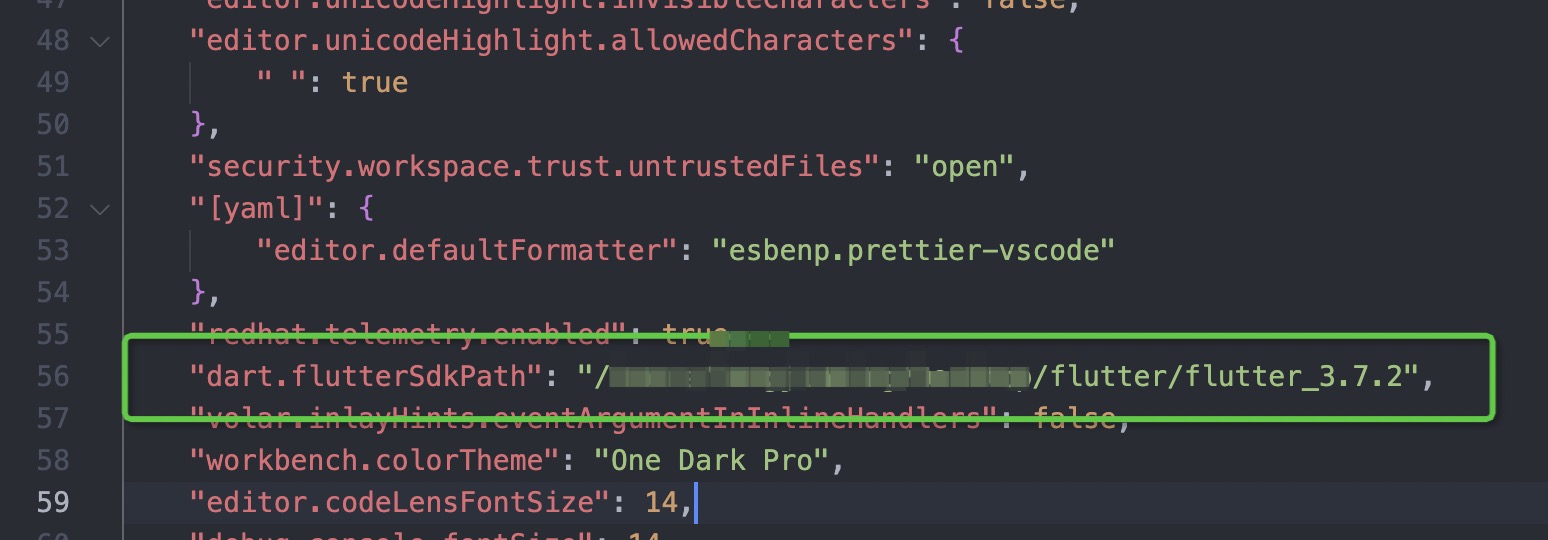 47 "editor.unicodeHighlight.invisibleCharacters": false,
48 "editor.unicodeHighlight.allowedCharacters": {
49 " ": true
50 },
51 "security.workspace.trust.untrustedFiles": "open",
52 "[yaml]": {
53 "editor.defaultFormatter": "esbenp.prettier-vscode"
54 },
55 "redhat.telemetry.enabled": true
56 "dart.flutterSdkPath": "/ /flutter/flutter_3.7.2",
57 "volar.inlayHints.eventArgumentInInlineHandlers": false,
58 "workbench.colorTheme": "One Dark Pro",
59 "editor.codeLensFontSize": 14,
60 "debug.console.fontSize": 14